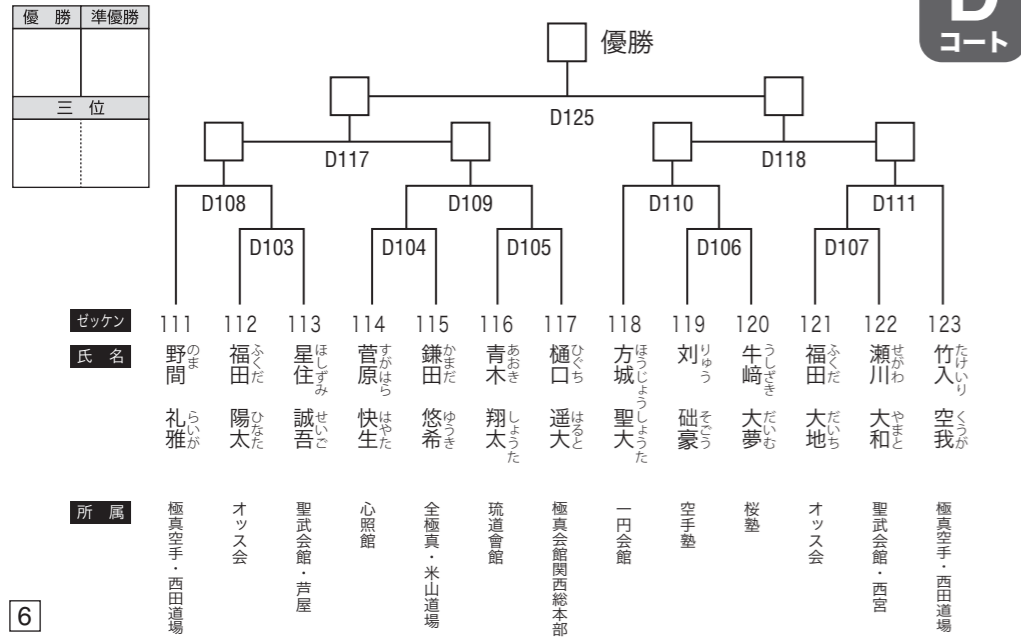 D
コート
優勝 準優勝
三位
優勝
D125
D117 D118
D108 D109 D110 D111
D103 D104 D105 D106 D107
ゼッケン 111 112 113 114 115 116 117 118 119 120 121 122 123
氏名
野間 礼雅 のま らいが
福田 陽太 ふくだ ひなた
星住 誠吾 ほしずみ せいご
菅原 快生 すがはら はやた
鎌田 悠希 かまだ ゆうき
青木 翔太 あおき しょうた
樋口 遥大 ひぐち はると
方城 聖大 ほうじょう しょうた
刘 础豪 りゅう そごう
牛﨑 大夢 うしざき だいむ
福田 大地 ふくだ だいち
瀬川 大和 せがわ やまと
竹入 空我 たけいり くうが
所属
極真空手・西田道場
オッス会
聖武会館・芦屋
心照館
全極真・米山道場
琉道會館
極真会館関西総本部
一円会館
空手塾
桜塾
オッス会
聖武会館・西宮
極真空手・西田道場
6